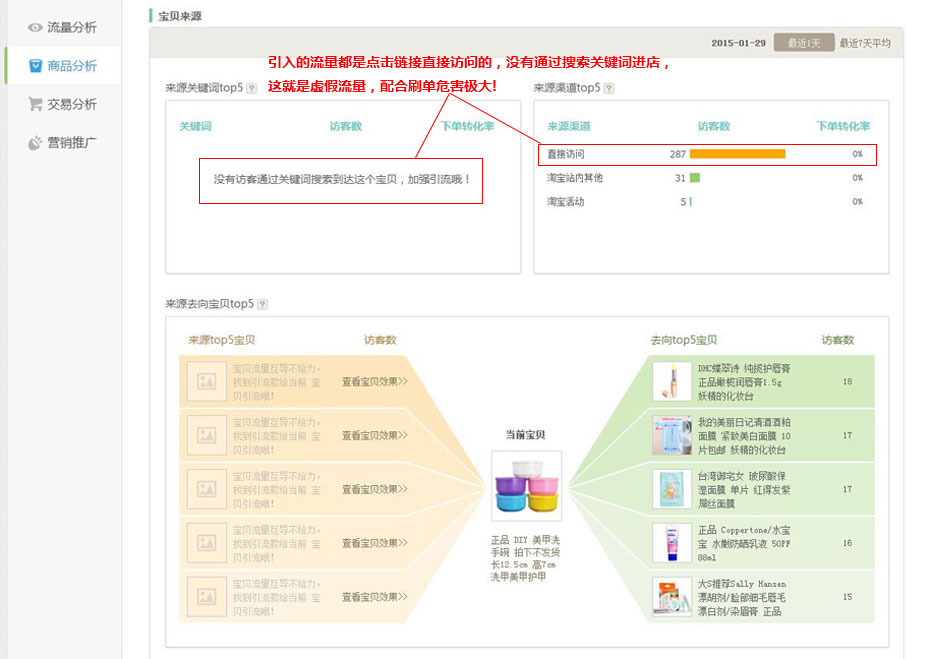 流量分析
商品分析
交易分析
营销推广
宝贝来源
2015-01-29 最近1天 最近7天平均
引入的流量都是点击链接直接访问的，没有通过搜索关键词进店，
这就是虚假流量，配合刷单危害极大!
来源关键词top5 ?
关键词 访客数 下单转化率
没有访客通过关键词搜索到达这个宝贝，加强引流哦！
来源渠道top5 ?
来源渠道 访客数 下单转化率
直接访问 287 0%
淘宝站内其他 31 0%
淘宝活动 5 0%
来源去向宝贝top5 ?
来源top5宝贝 访客数
宝贝流量互导不给力，
找到引流款给当前 宝
贝引流哦！
查看宝贝效果>>
宝贝流量互导不给力，
找到引流款给当前 宝
贝引流哦！
查看宝贝效果>>
宝贝流量互导不给力，
找到引流款给当前 宝
贝引流哦！
查看宝贝效果>>
宝贝流量互导不给力，
找到引流款给当前 宝
贝引流哦！
查看宝贝效果>>
宝贝流量互导不给力，
找到引流款给当前 宝
贝引流哦！
查看宝贝效果>>
当前宝贝
正品 DIY 美甲洗
手碗 拍下不发货
长12.5cm 高7cm
洗甲美甲护甲
去向top5宝贝 访客数
DHC蝶翠诗 纯榄护唇膏
正品橄榄润唇膏1.5g
妖精的化妆台
18
我的美丽日记清酒酒粕
面膜 紧致美白面膜 10
片包邮 妖精的化妆台
17
台湾御宅女 玻尿酸保
湿面膜 单片 红得发紫
屌丝面膜
17
正品 Coppertone/水宝
宝 水嫩防晒乳液 50PF
88ml
16
大S推荐Sally Hansen
漂胡剂/脸部细毛唇毛
漂白剂/染眉膏 正品
15